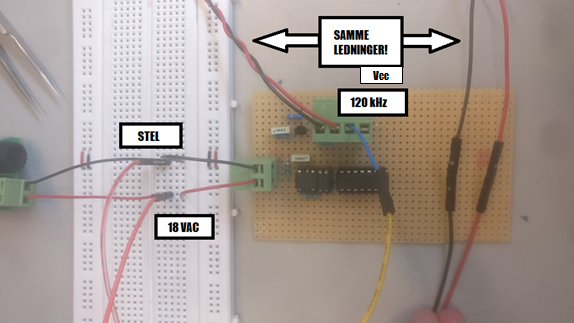 SAMME
LEDNINGER!
Vcc
120 kHz
STEL
18 VAC